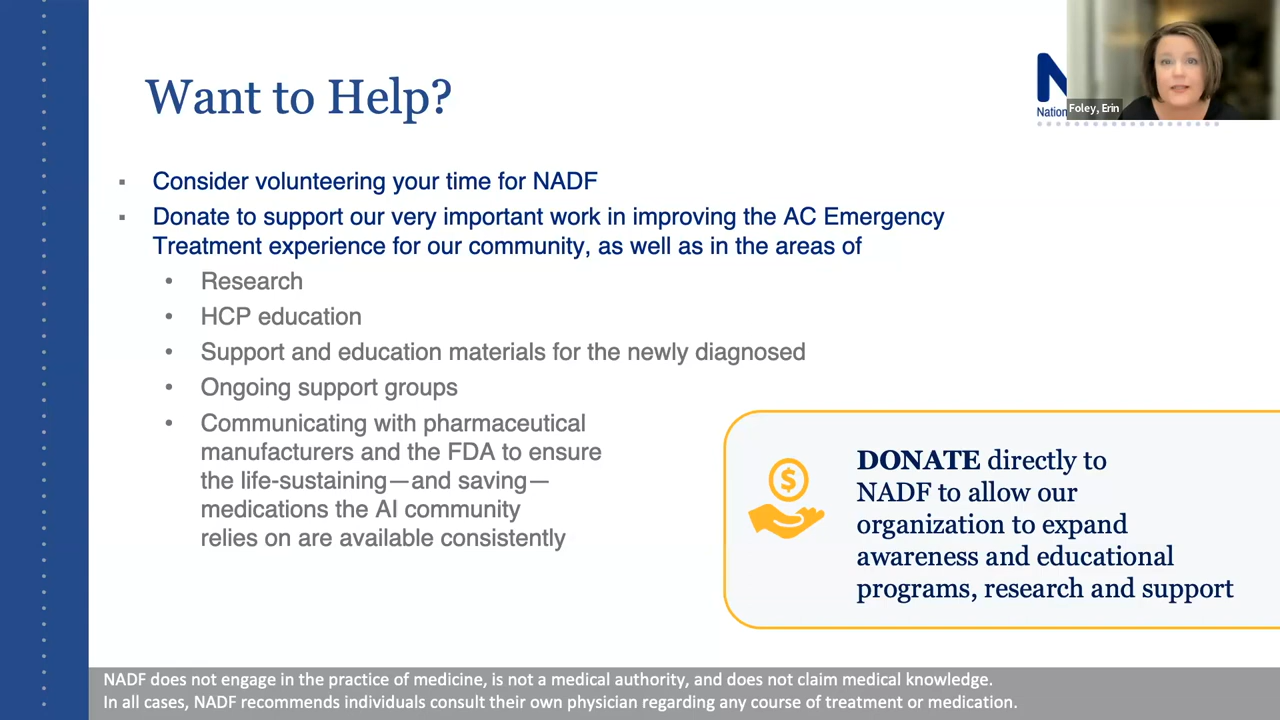 Want to Help?
N
Nation
Foley, Erin
▪ Consider volunteering your time for NADF
▪ Donate to support our very important work in improving the AC Emergency
Treatment experience for our community, as well as in the areas of
• Research
• HCP education
• Support and education materials for the newly diagnosed
• Ongoing support groups
• Communicating with pharmaceutical
manufacturers and the FDA to ensure
the life-sustaining—and saving—
medications the AI community
relies on are available consistently
$
DONATE directly to
NADF to allow our
organization to expand
awareness and educational
programs, research and support
NADF does not engage in the practice of medicine, is not a medical authority, and does not claim medical knowledge.
In all cases, NADF recommends individuals consult their own physician regarding any course of treatment or medication.